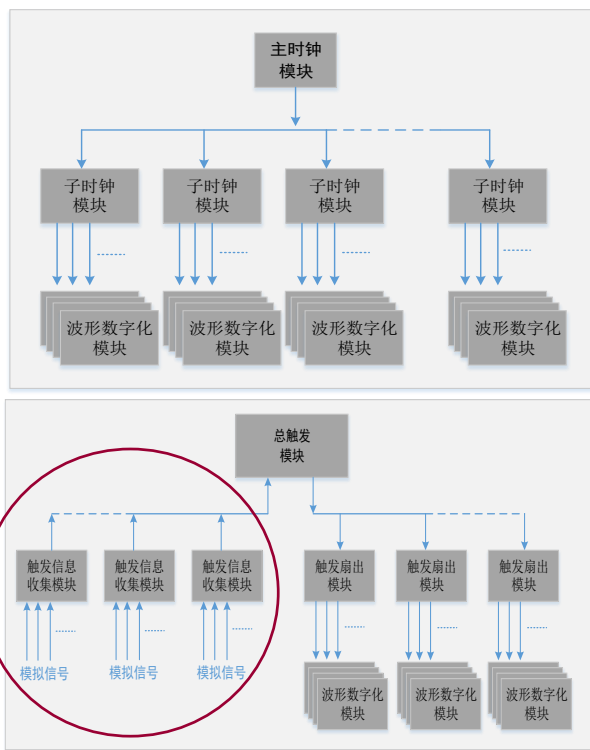 主时钟
模块
子时钟
模块
子时钟
模块
子时钟
模块
子时钟
模块
波形数字化
模块
波形数字化
模块
波形数字化
模块
波形数字化
模块
总触发
模块
触发信息
收集模块
触发信息
收集模块
触发信息
收集模块
触发扇出
模块
触发扇出
模块
触发扇出
模块
模拟信号
模拟信号
模拟信号
波形数字化
模块
波形数字化
模块
波形数字化
模块